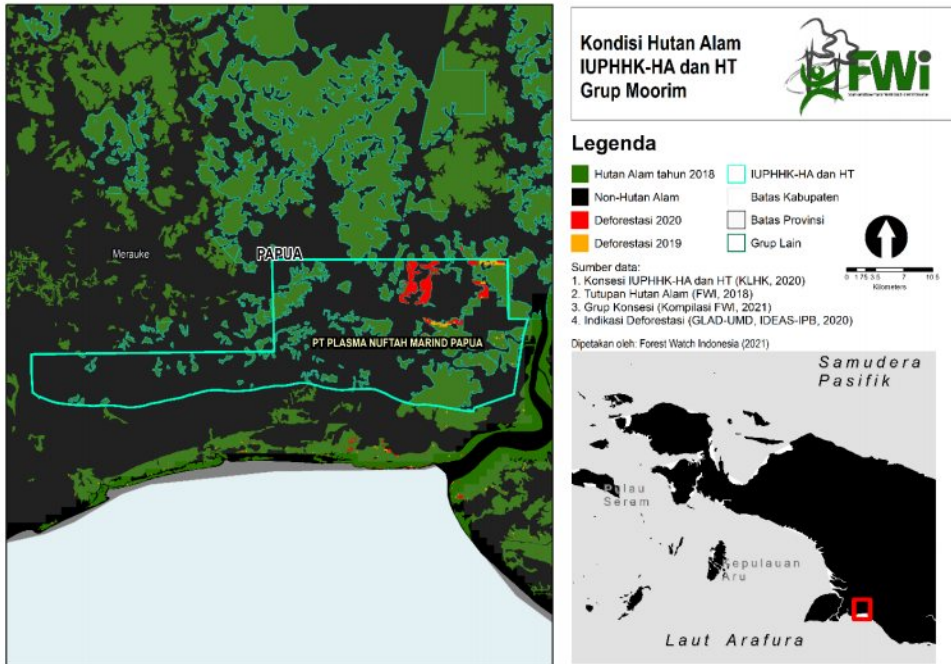 Merauke
PAPUA
PT PLASMA NUFTAH MARIND PAPUA
Kondisi Hutan Alam
IUPHHK-HA dan HT
Grup Moorim
FWi
Legenda
Hutan Alam tahun 2018
Non-Hutan Alam
Deforestasi 2020
Deforestasi 2019
IUPHHK-HA dan HT
Batas Kabupaten
Batas Provinsi
Grup Lain
0 1.75 3.5 7 10.5
Kilometers
Sumber data:
1. Konsesi IUPHHK-HA dan HT (KLHK, 2020)
2. Tutupan Hutan Alam (FWI, 2018)
3. Grup Konsesi (Kompilasi FWI, 2021)
4. Indikasi Deforestasi (GLAD-UMD, IDEAS-IPB, 2020)
Dipetakan oleh: Forest Watch Indonesia (2021)
Samudera
Pasifik
Pulau
Seram
Kepulauan
Aru
Laut Arafura